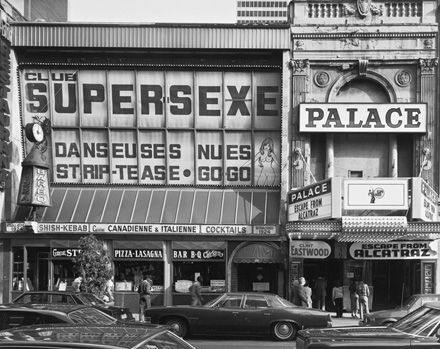 CLUB
SUPERSEXE
DANSEUSES NUES
STRIP-TEASE • GOGO
PALACE
PALACE
ESCAPE FROM
ALCATRAZ
SHISH-KEBAB CANADIENNE & ITALIENNE COCKTAILS
PIZZA-LASAGNA
BAR B-Q
CLINT
EASTWOOD
ESCAPE FROM
ALCATRAZ